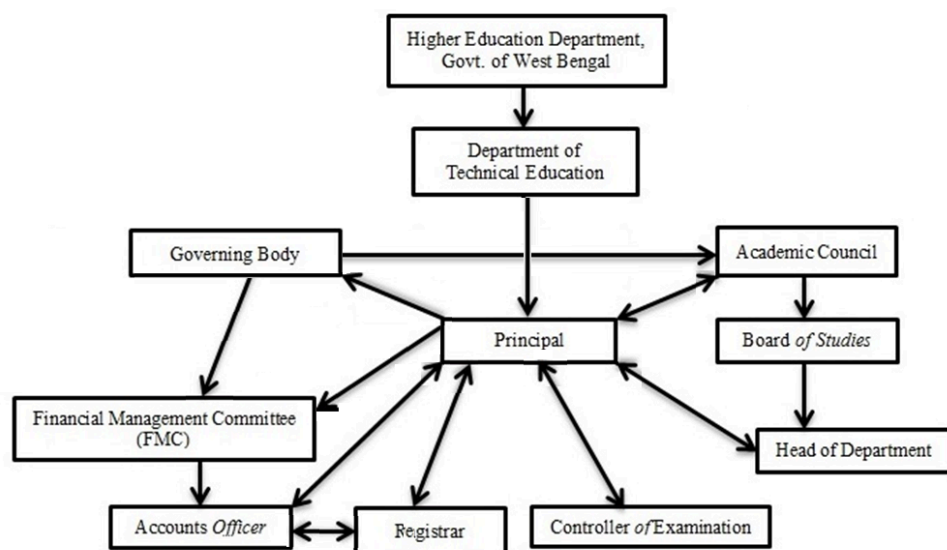 Higher Education Department,
Govt. of West Bengal
Department of
Technical Education
Governing Body
Academic Council
Principal
Board of Studies
Financial Management Committee
(FMC)
Head of Department
Accounts Officer
Registrar
Controller of Examination